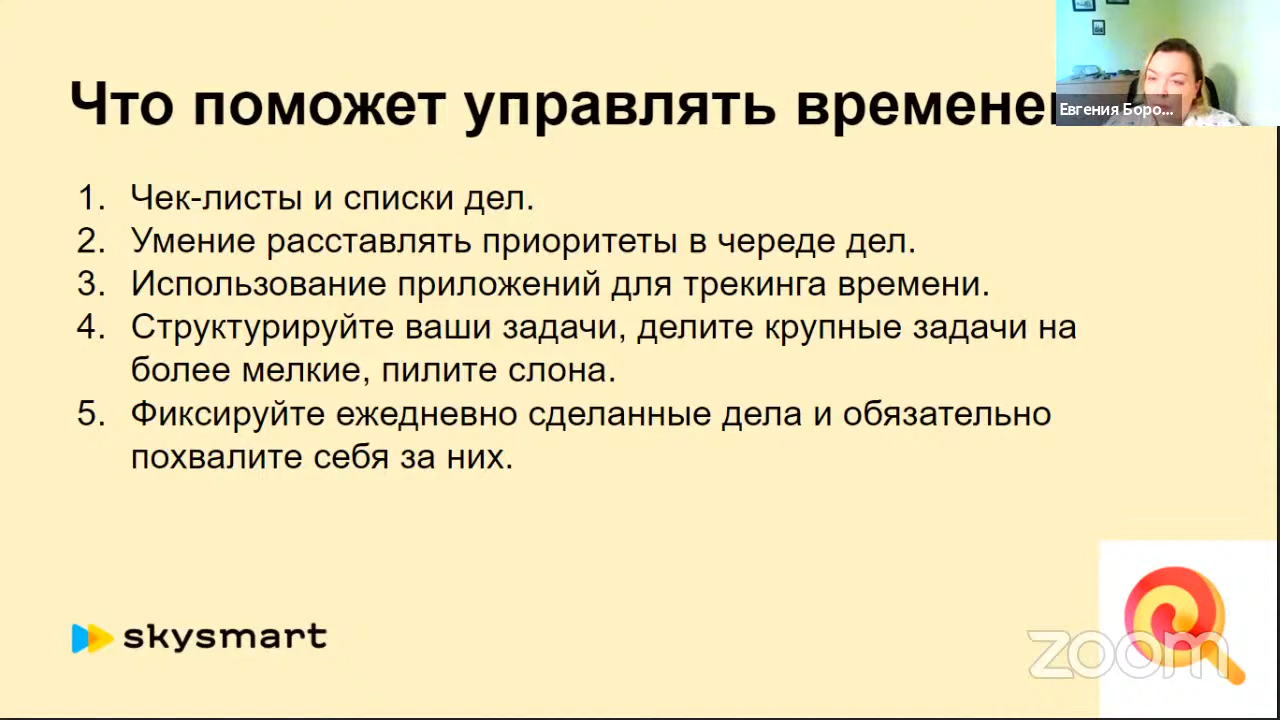 Что поможет управлять времене
Евгения Боро...
1. Чек-листы и списки дел.
2. Умение расставлять приоритеты в череде дел.
3. Использование приложений для трекинга времени.
4. Структурируйте ваши задачи, делите крупные задачи на
более мелкие, пилите слона.
5. Фиксируйте ежедневно сделанные дела и обязательно
похвалите себя за них.
skysmart
zoom